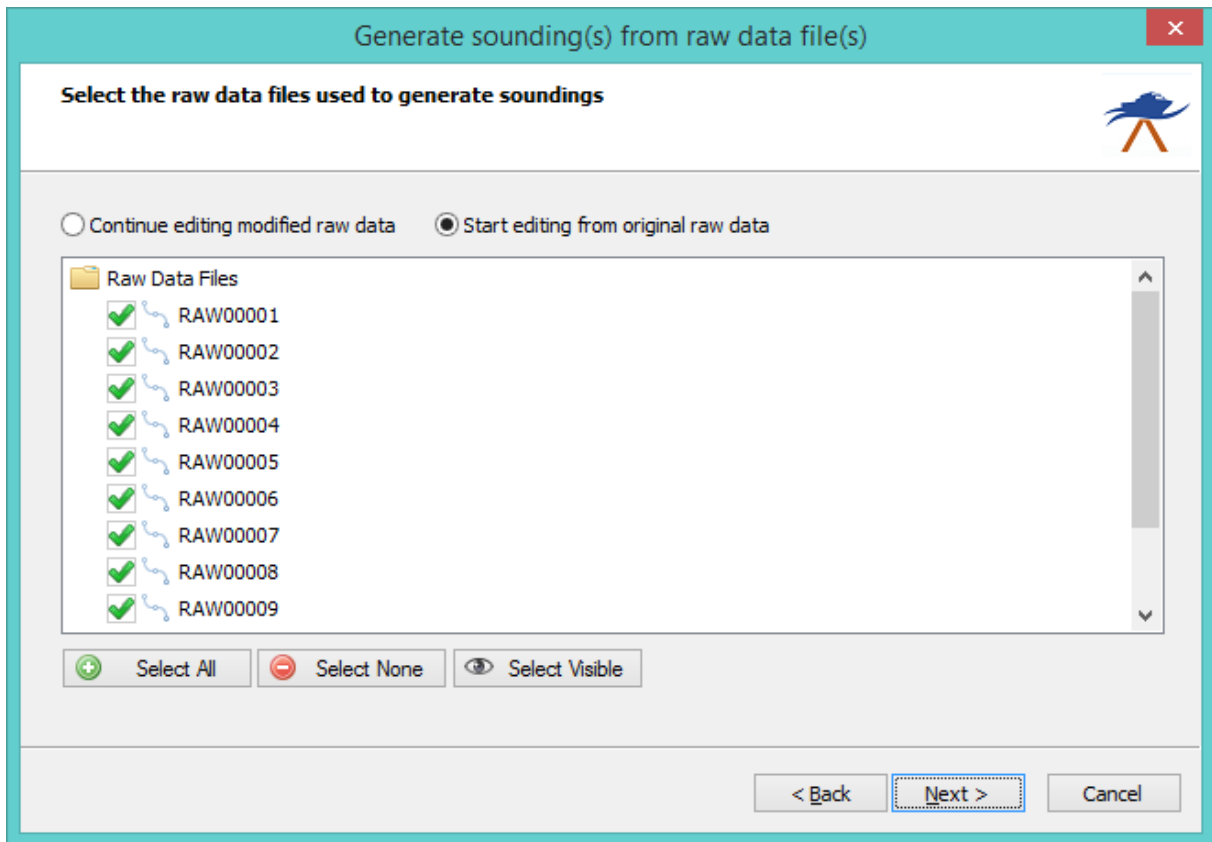 Generate sounding(s) from raw data file(s)
Select the raw data files used to generate soundings
Continue editing modified raw data Start editing from original raw data
Raw Data Files
RAW00001
RAW00002
RAW00003
RAW00004
RAW00005
RAW00006
RAW00007
RAW00008
RAW00009
Select All Select None Select Visible
< Back Next > Cancel